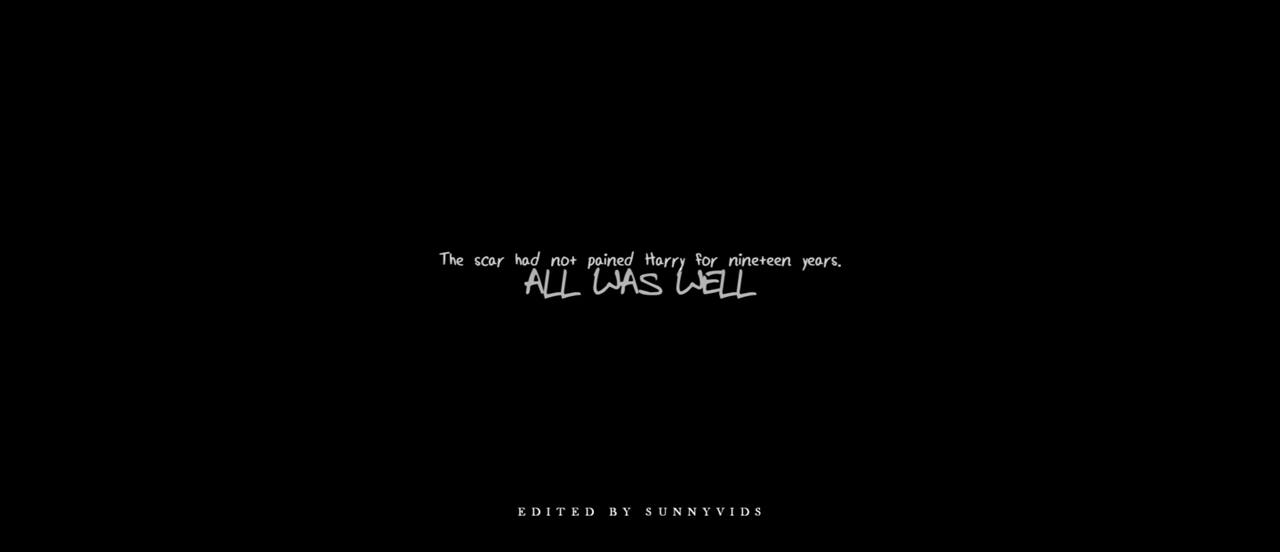 The scar had not pained Harry for nineteen years.
ALL WAS WELL
EDITED BY SUNNYVIDS